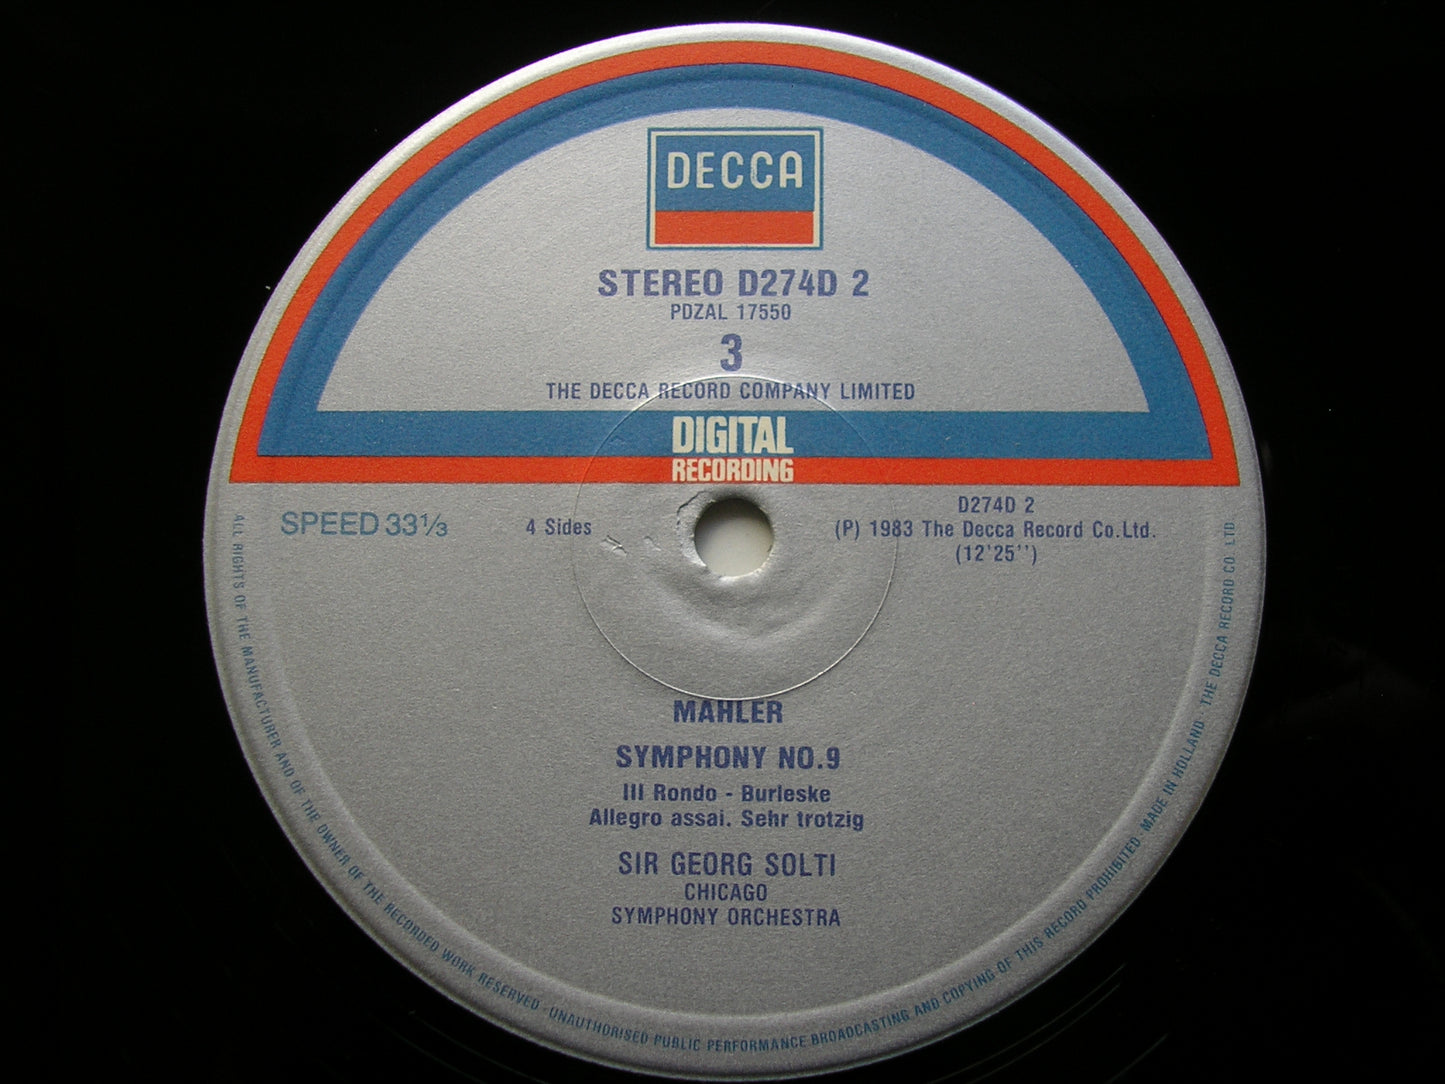 DECCA
STEREO D274D 2
PDZAL 17550
3
THE DECCA RECORD COMPANY LIMITED
DIGITAL
RECORDING
SPEED 33⅓
4 Sides
D274D 2
(P) 1983 The Decca Record Co.Ltd.
(12'25'')
MAHLER
SYMPHONY NO.9
III Rondo - Burleske
Allegro assai. Sehr trotzig
SIR GEORG SOLTI
CHICAGO
SYMPHONY ORCHESTRA
ALL RIGHTS OF THE MANUFACTURER AND OF THE OWNER OF THE RECORDED WORK RESERVED · UNAUTHORISED PUBLIC PERFORMANCE BROADCASTING AND COPYING OF THIS RECORD PROHIBITED · MADE IN HOLLAND · THE DECCA RECORD CO. LTD.